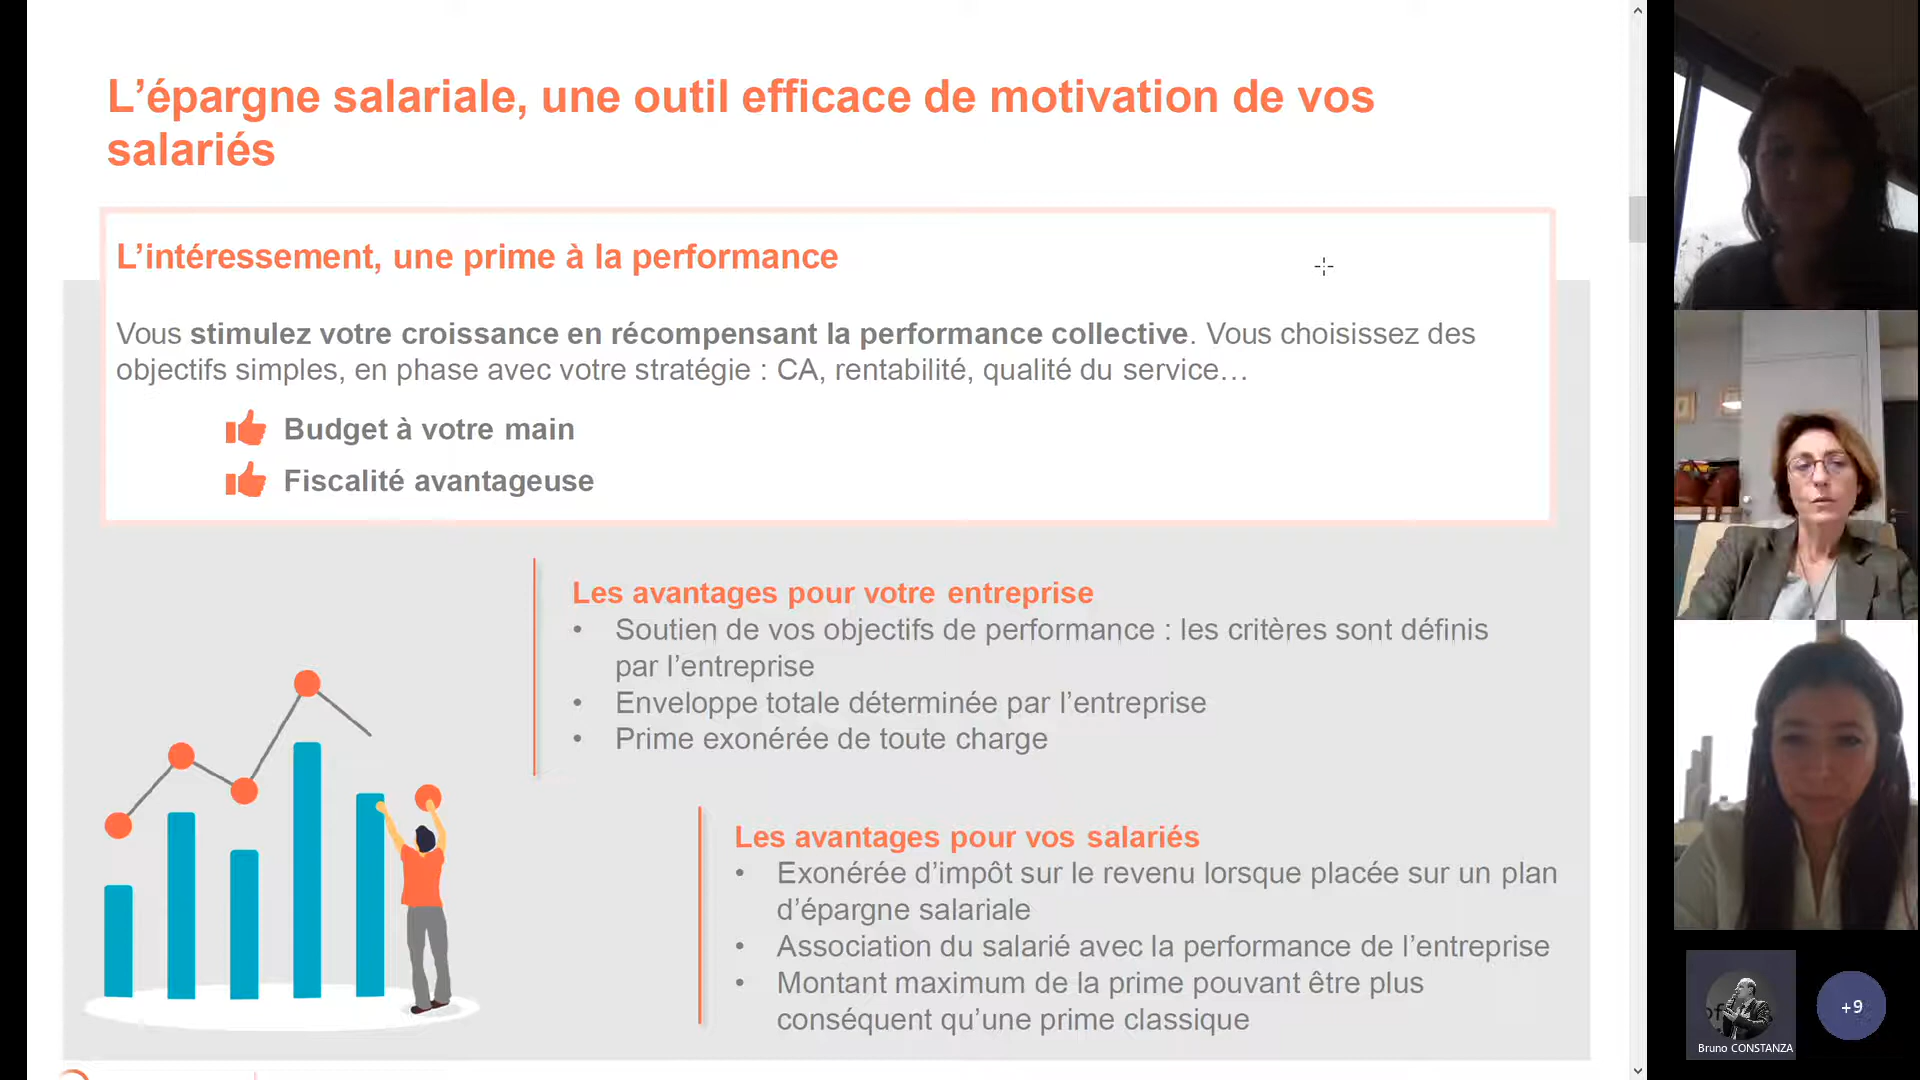 L’épargne salariale, une outil efficace de motivation de vos
salariés
L’intéressement, une prime à la performance
Vous stimulez votre croissance en récompensant la performance collective. Vous choisissez des
objectifs simples, en phase avec votre stratégie : CA, rentabilité, qualité du service…
Budget à votre main
Fiscalité avantageuse
Les avantages pour votre entreprise
• Soutien de vos objectifs de performance : les critères sont définis
par l’entreprise
• Enveloppe totale déterminée par l’entreprise
• Prime exonérée de toute charge
Les avantages pour vos salariés
• Exonérée d’impôt sur le revenu lorsque placée sur un plan
d’épargne salariale
• Association du salarié avec la performance de l’entreprise
• Montant maximum de la prime pouvant être plus
conséquent qu’une prime classique
Bruno CONSTANZA
+9